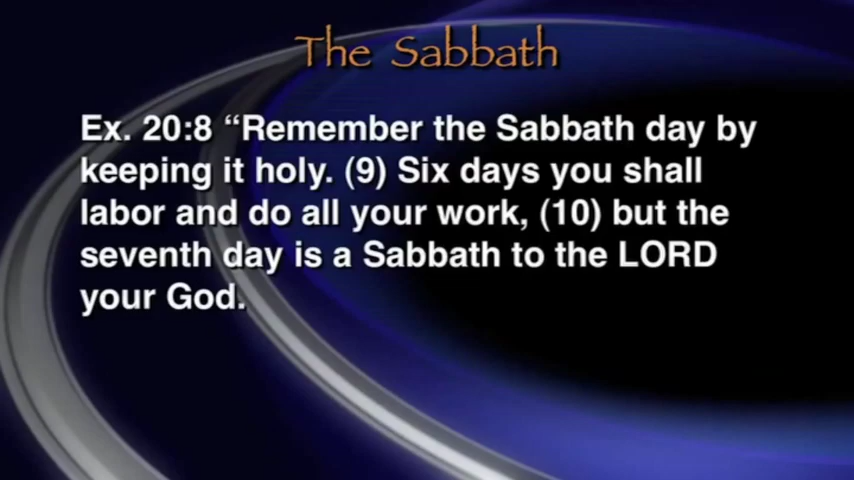 The Sabbath
Ex. 20:8 “Remember the Sabbath day by
keeping it holy. (9) Six days you shall
labor and do all your work, (10) but the
seventh day is a Sabbath to the LORD
your God.